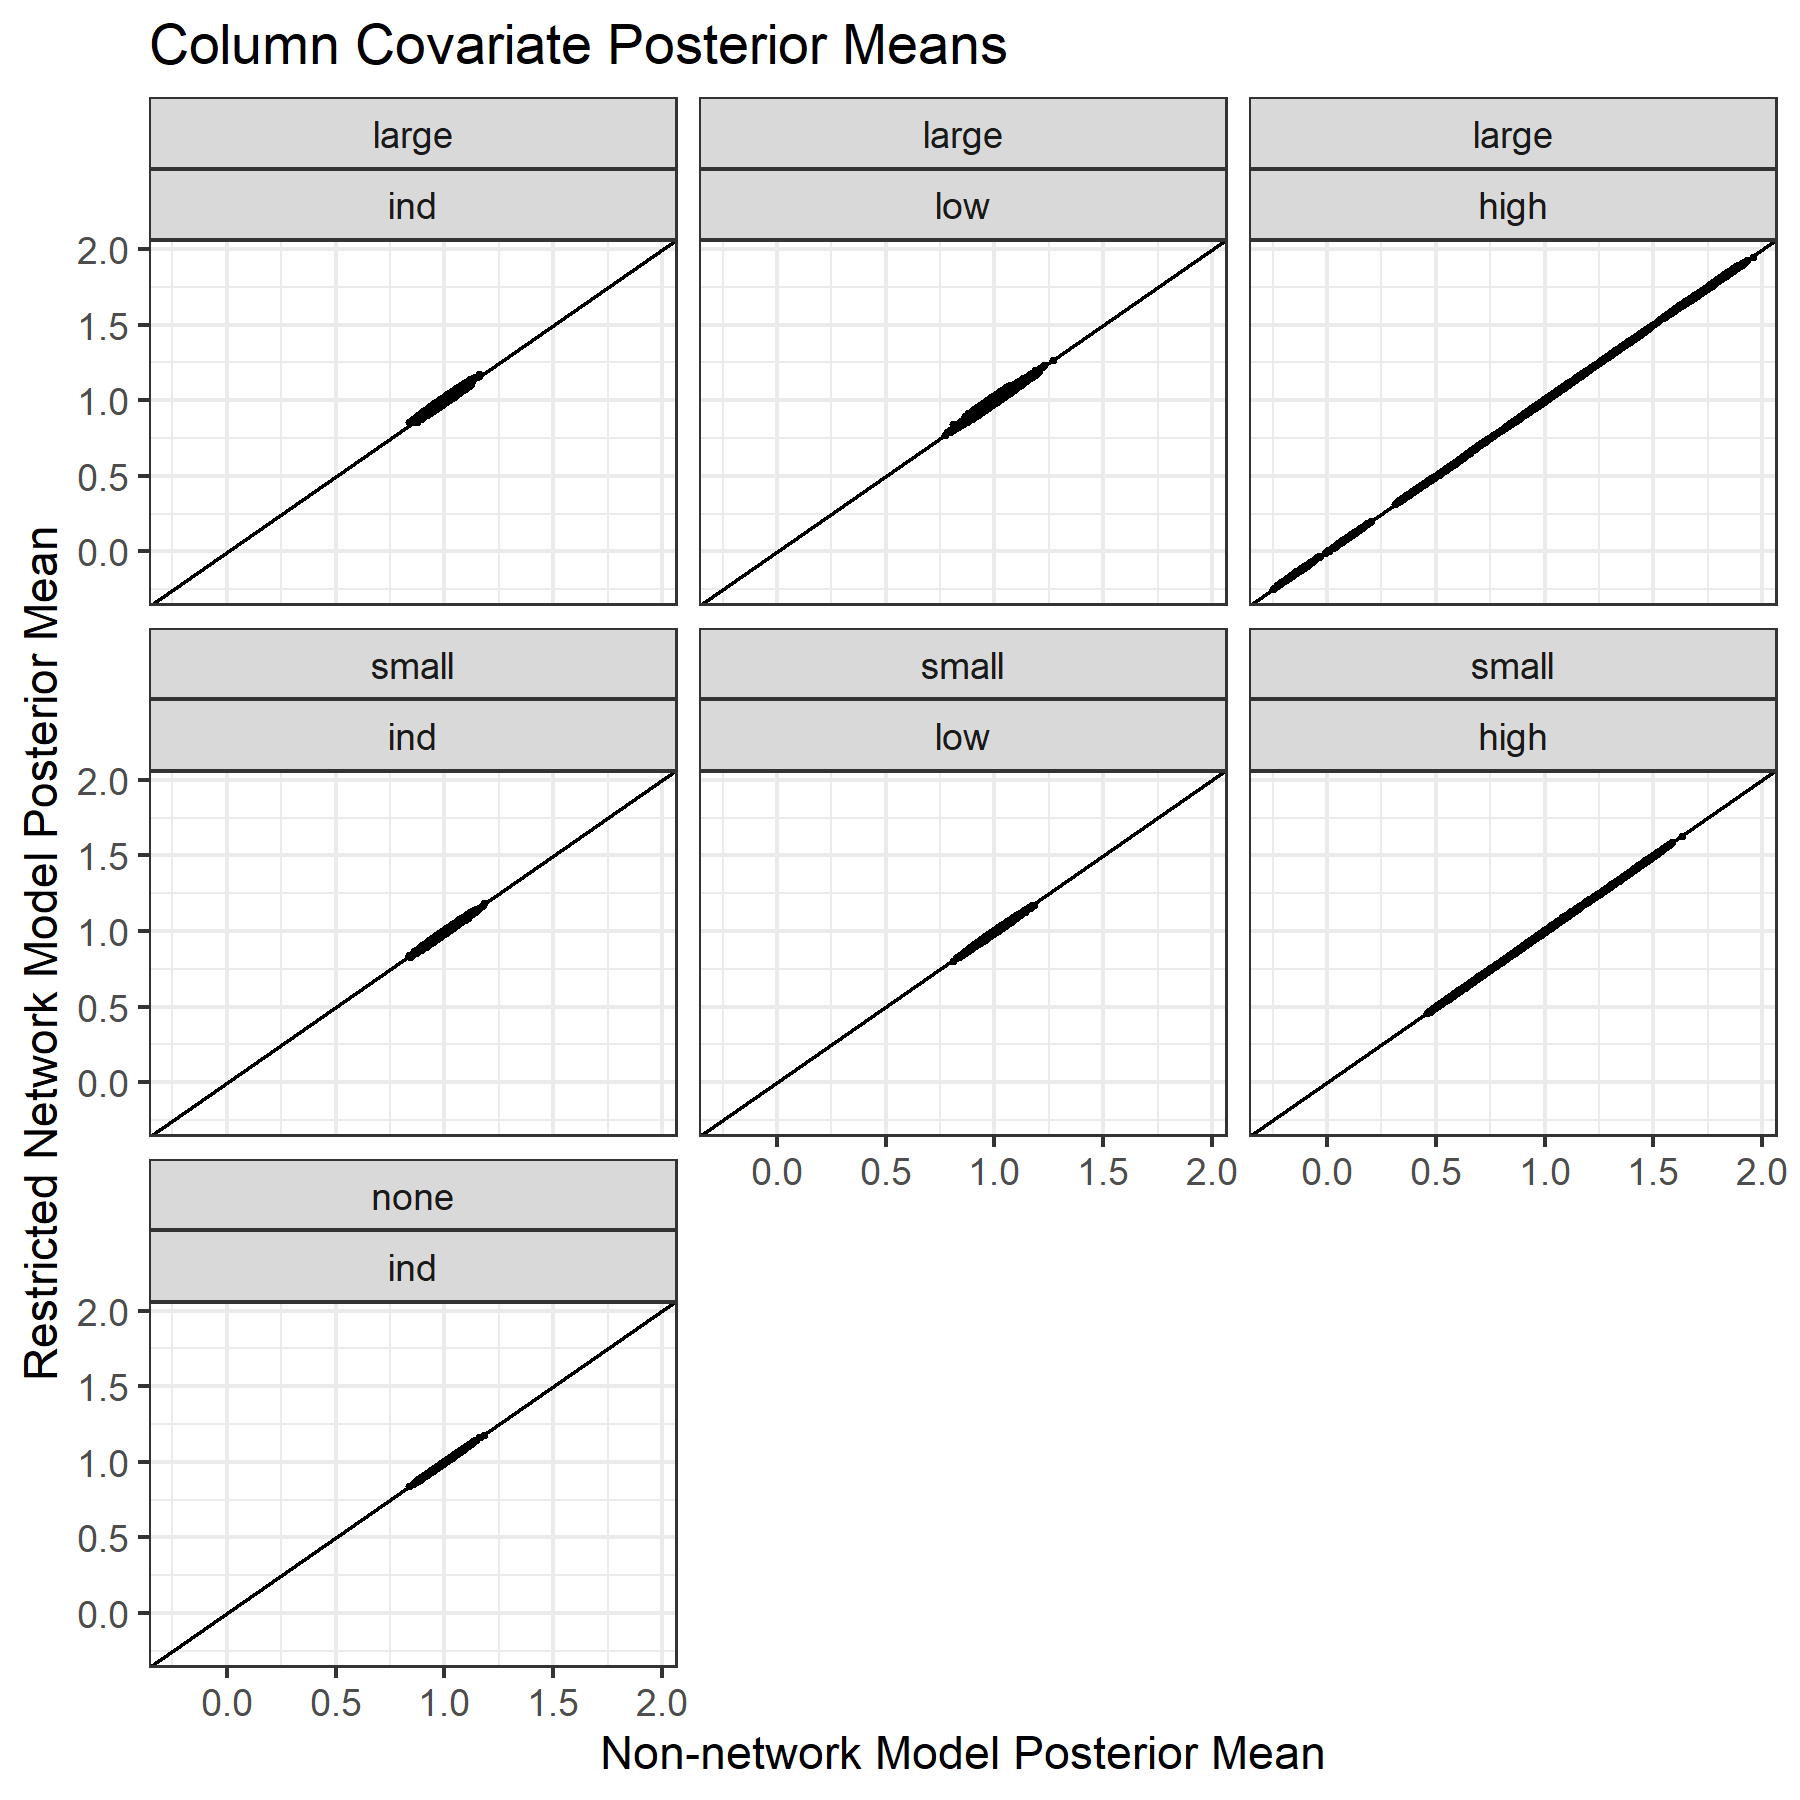 Column Covariate Posterior Means
large
large
large
ind
low
high
2.0
1.5
1.0
0.5
0.0
small
small
small
ind
low
high
2.0
1.5
1.0
0.5
0.0
0.0 0.5 1.0 1.5 2.0
0.0 0.5 1.0 1.5 2.0
none
ind
2.0
1.5
1.0
0.5
0.0
0.0 0.5 1.0 1.5 2.0
Restricted Network Model Posterior Mean
Non-network Model Posterior Mean